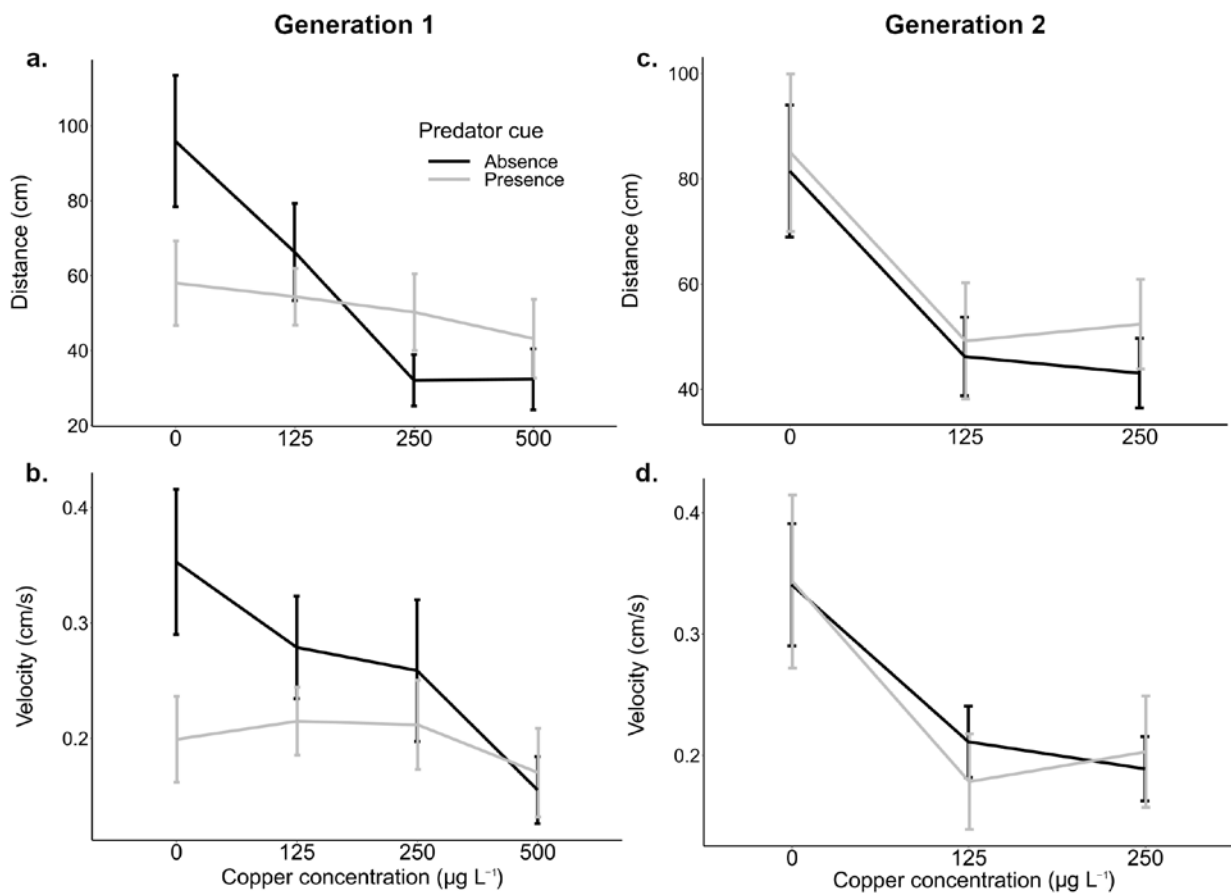 Generation 1
Generation 2
a.
Distance (cm)
100
80
60
40
20
0
125
250
500
Predator cue
Absence
Presence
c.
Distance (cm)
100
80
60
40
0
125
250
b.
Velocity (cm/s)
0.4
0.3
0.2
0
125
250
500
Copper concentration (µg L⁻¹)
d.
Velocity (cm/s)
0.4
0.3
0.2
0
125
250
Copper concentration (µg L⁻¹)